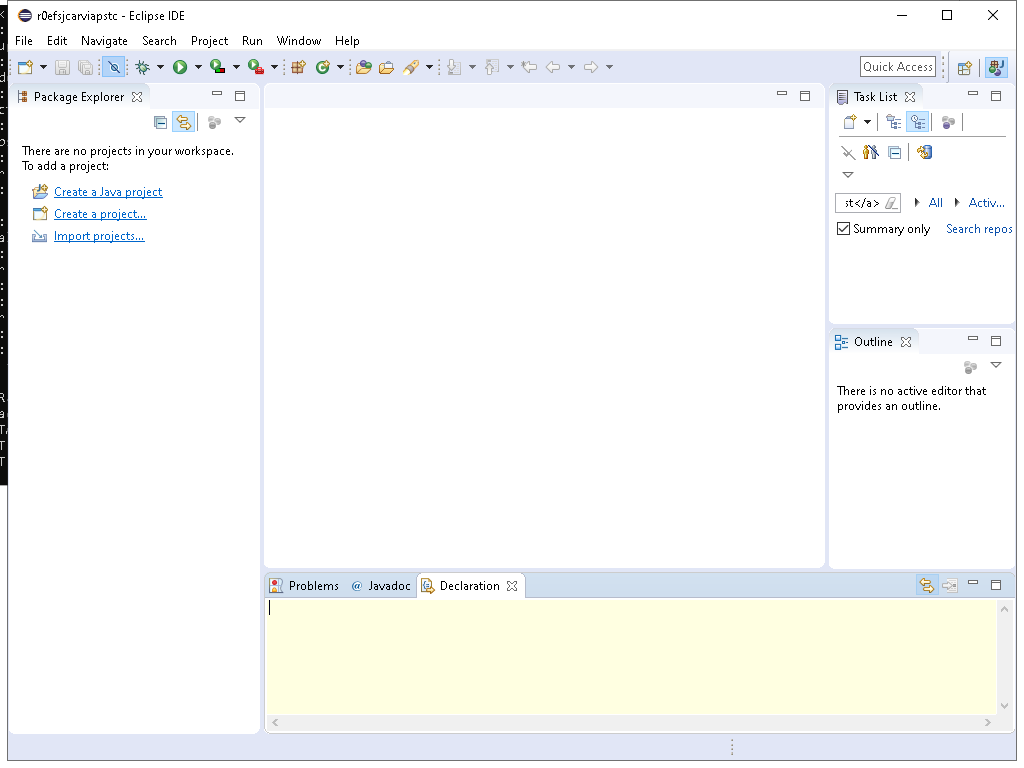 r0efsjcarviapstc - Eclipse IDE
File Edit Navigate Search Project Run Window Help
Quick Access
Package Explorer
Task List
There are no projects in your workspace.
To add a project:
Create a Java project
Create a project...
Import projects...
st</a> All Activ...
Summary only Search repos
Outline
There is no active editor that
provides an outline.
Problems @ Javadoc Declaration